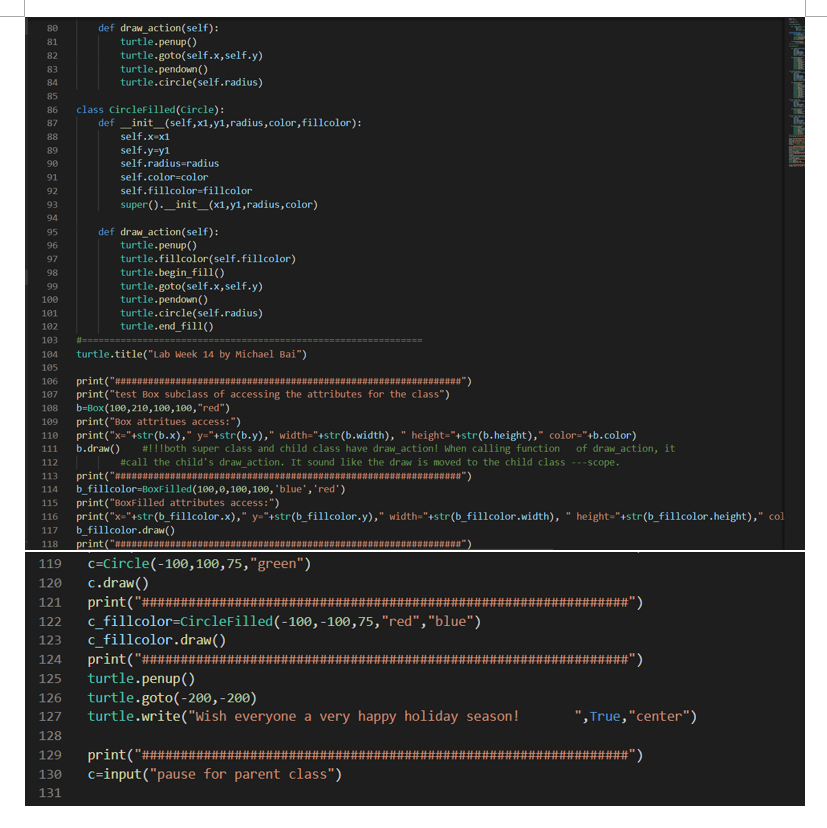 80 def draw_action(self):
81 turtle.penup()
82 turtle.goto(self.x,self.y)
83 turtle.pendown()
84 turtle.circle(self.radius)
85
86 class CircleFilled(Circle):
87 def __init__(self,x1,y1,radius,color,fillcolor):
88 self.x=x1
89 self.y=y1
90 self.radius=radius
91 self.color=color
92 self.fillcolor=fillcolor
93 super().__init__(x1,y1,radius,color)
94
95 def draw_action(self):
96 turtle.penup()
97 turtle.fillcolor(self.fillcolor)
98 turtle.begin_fill()
99 turtle.goto(self.x,self.y)
100 turtle.pendown()
101 turtle.circle(self.radius)
102 turtle.end_fill()
103 #==============================================================
104 turtle.title("Lab Week 14 by Michael Bai")
105
106 print("###############################################################")
107 print("test Box subclass of accessing the attributes for the class")
108 b=Box(100,210,100,100,"red")
109 print("Box attritues access:")
110 print("x="+str(b.x)," y="+str(b.y)," width="+str(b.width), " height="+str(b.height)," color="+b.color)
111 b.draw() #!!!both super class and child class have draw_action! When calling function of draw_action, it
112 #call the child's draw_action. It sound like the draw is moved to the child class ---scope.
113 print("###############################################################")
114 b_fillcolor=BoxFilled(100,0,100,100,'blue','red')
115 print("BoxFilled attributes access:")
116 print("x="+str(b_fillcolor.x)," y="+str(b_fillcolor.y)," width="+str(b_fillcolor.width), " height="+str(b_fillcolor.height)," col
117 b_fillcolor.draw()
118 print("###############################################################")
119 c=Circle(-100,100,75,"green")
120 c.draw()
121 print("###############################################################")
122 c_fillcolor=CircleFilled(-100,-100,75,"red","blue")
123 c_fillcolor.draw()
124 print("###############################################################")
125 turtle.penup()
126 turtle.goto(-200,-200)
127 turtle.write("Wish everyone a very happy holiday season! ",True,"center")
128
129 print("###############################################################")
130 c=input("pause for parent class")
131